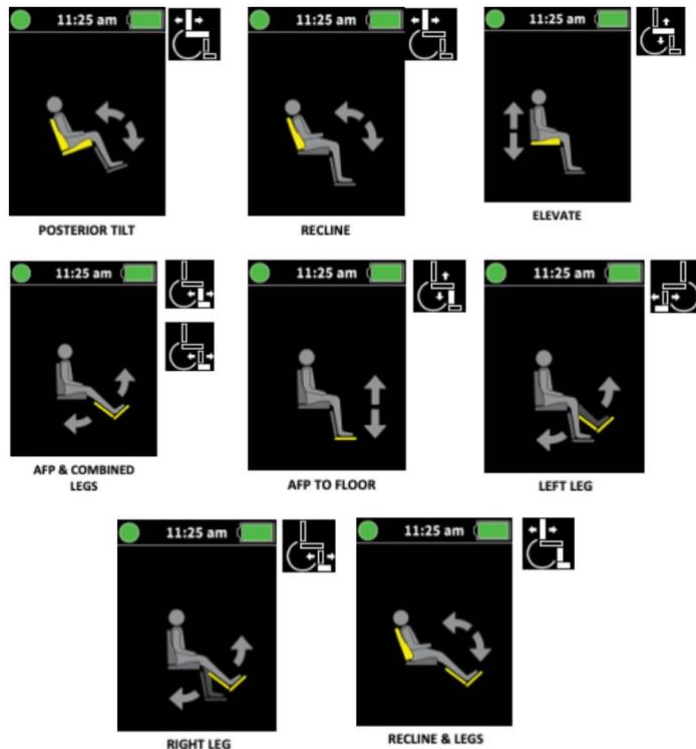 11:25 am
11:25 am
11:25 am
POSTERIOR TILT
RECLINE
ELEVATE
11:25 am
11:25 am
11:25 am
AFP & COMBINED
LEGS
AFP TO FLOOR
LEFT LEG
11:25 am
11:25 am
RIGHT LEG
RECLINE & LEGS